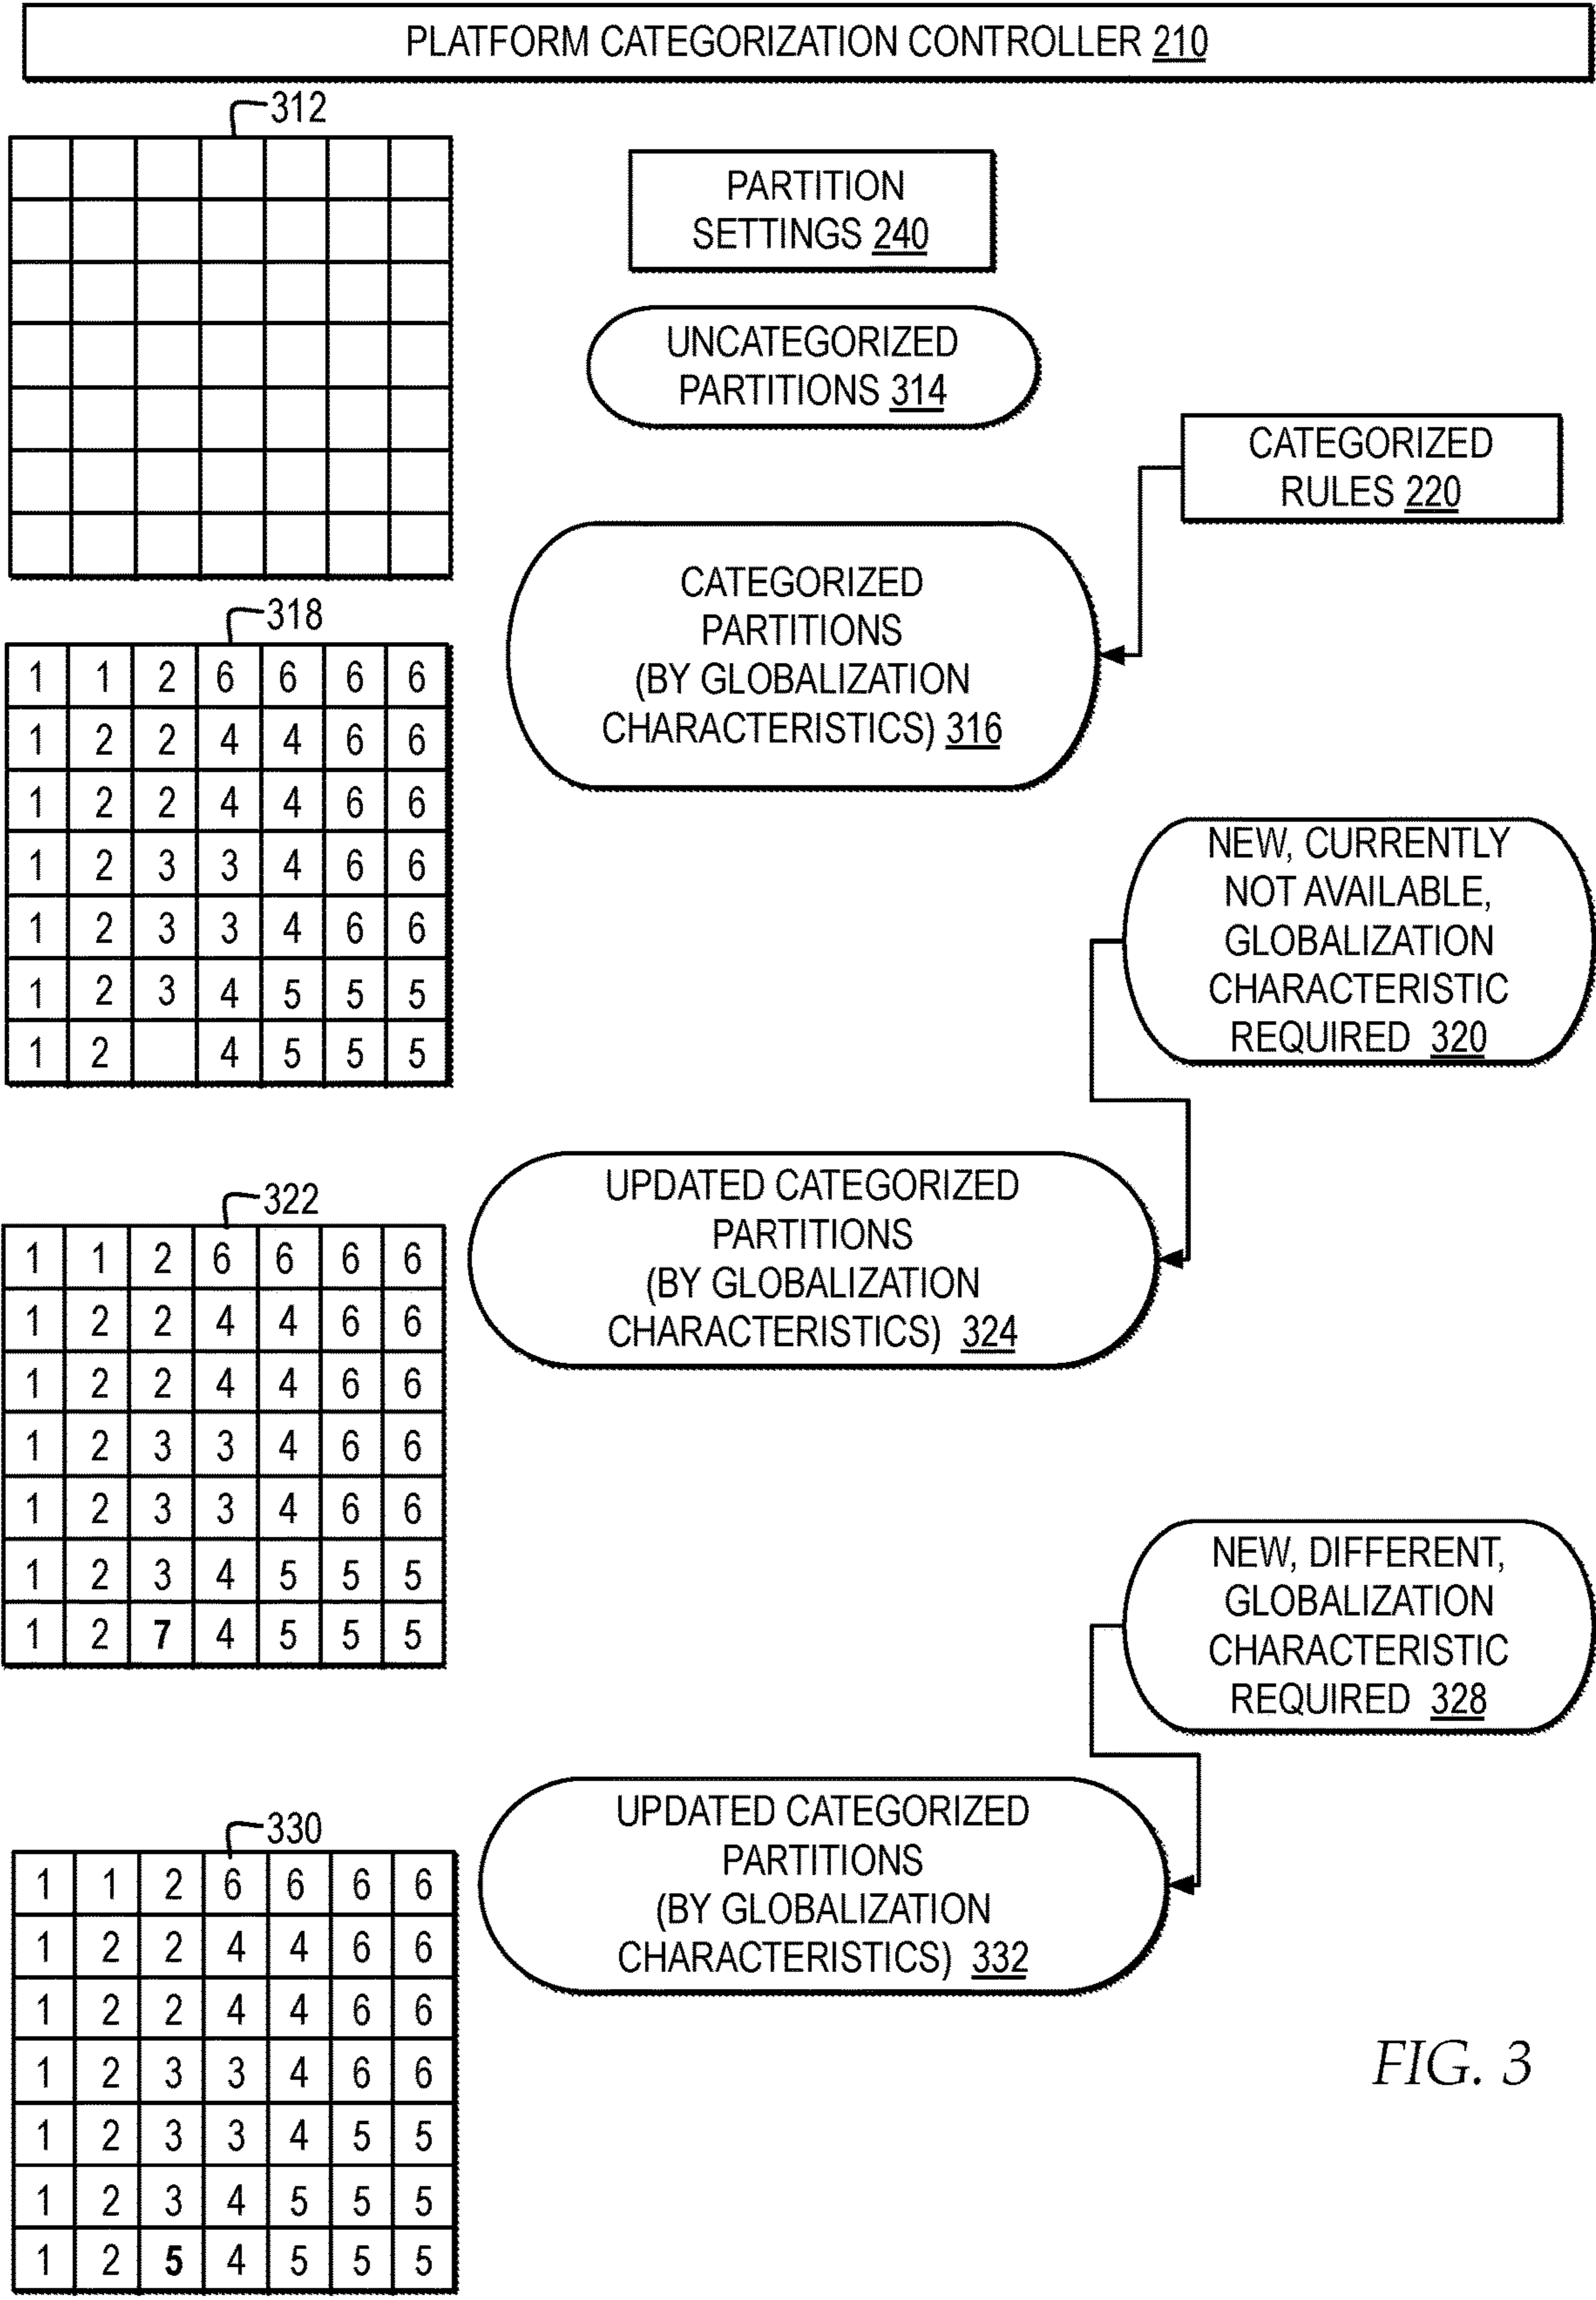 PLATFORM CATEGORIZATION CONTROLLER 210
312
PARTITION
SETTINGS 240
UNCATEGORIZED
PARTITIONS 314
CATEGORIZED
RULES 220
CATEGORIZED
PARTITIONS
(BY GLOBALIZATION
CHARACTERISTICS) 316
318
1 1 2 6 6 6 6
1 2 2 4 4 6 6
1 2 2 4 4 6 6
1 2 3 3 4 6 6
1 2 3 3 4 6 6
1 2 3 4 5 5 5
1 2 4 5 5 5
NEW, CURRENTLY
NOT AVAILABLE,
GLOBALIZATION
CHARACTERISTIC
REQUIRED 320
322
1 1 2 6 6 6 6
1 2 2 4 4 6 6
1 2 2 4 4 6 6
1 2 3 3 4 6 6
1 2 3 3 4 6 6
1 2 3 4 5 5 5
1 2 7 4 5 5 5
UPDATED CATEGORIZED
PARTITIONS
(BY GLOBALIZATION
CHARACTERISTICS) 324
NEW, DIFFERENT,
GLOBALIZATION
CHARACTERISTIC
REQUIRED 328
330
1 1 2 6 6 6 6
1 2 2 4 4 6 6
1 2 2 4 4 6 6
1 2 3 3 4 6 6
1 2 3 3 4 5 5
1 2 3 4 5 5 5
1 2 5 4 5 5 5
UPDATED CATEGORIZED
PARTITIONS
(BY GLOBALIZATION
CHARACTERISTICS) 332
FIG. 3